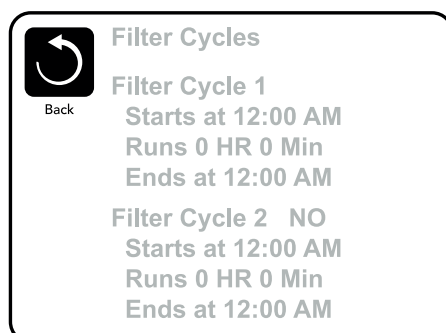 Filter Cycles
Back
Filter Cycle 1
Starts at 12:00 AM
Runs 0 HR 0 Min
Ends at 12:00 AM
Filter Cycle 2 NO
Starts at 12:00 AM
Runs 0 HR 0 Min
Ends at 12:00 AM